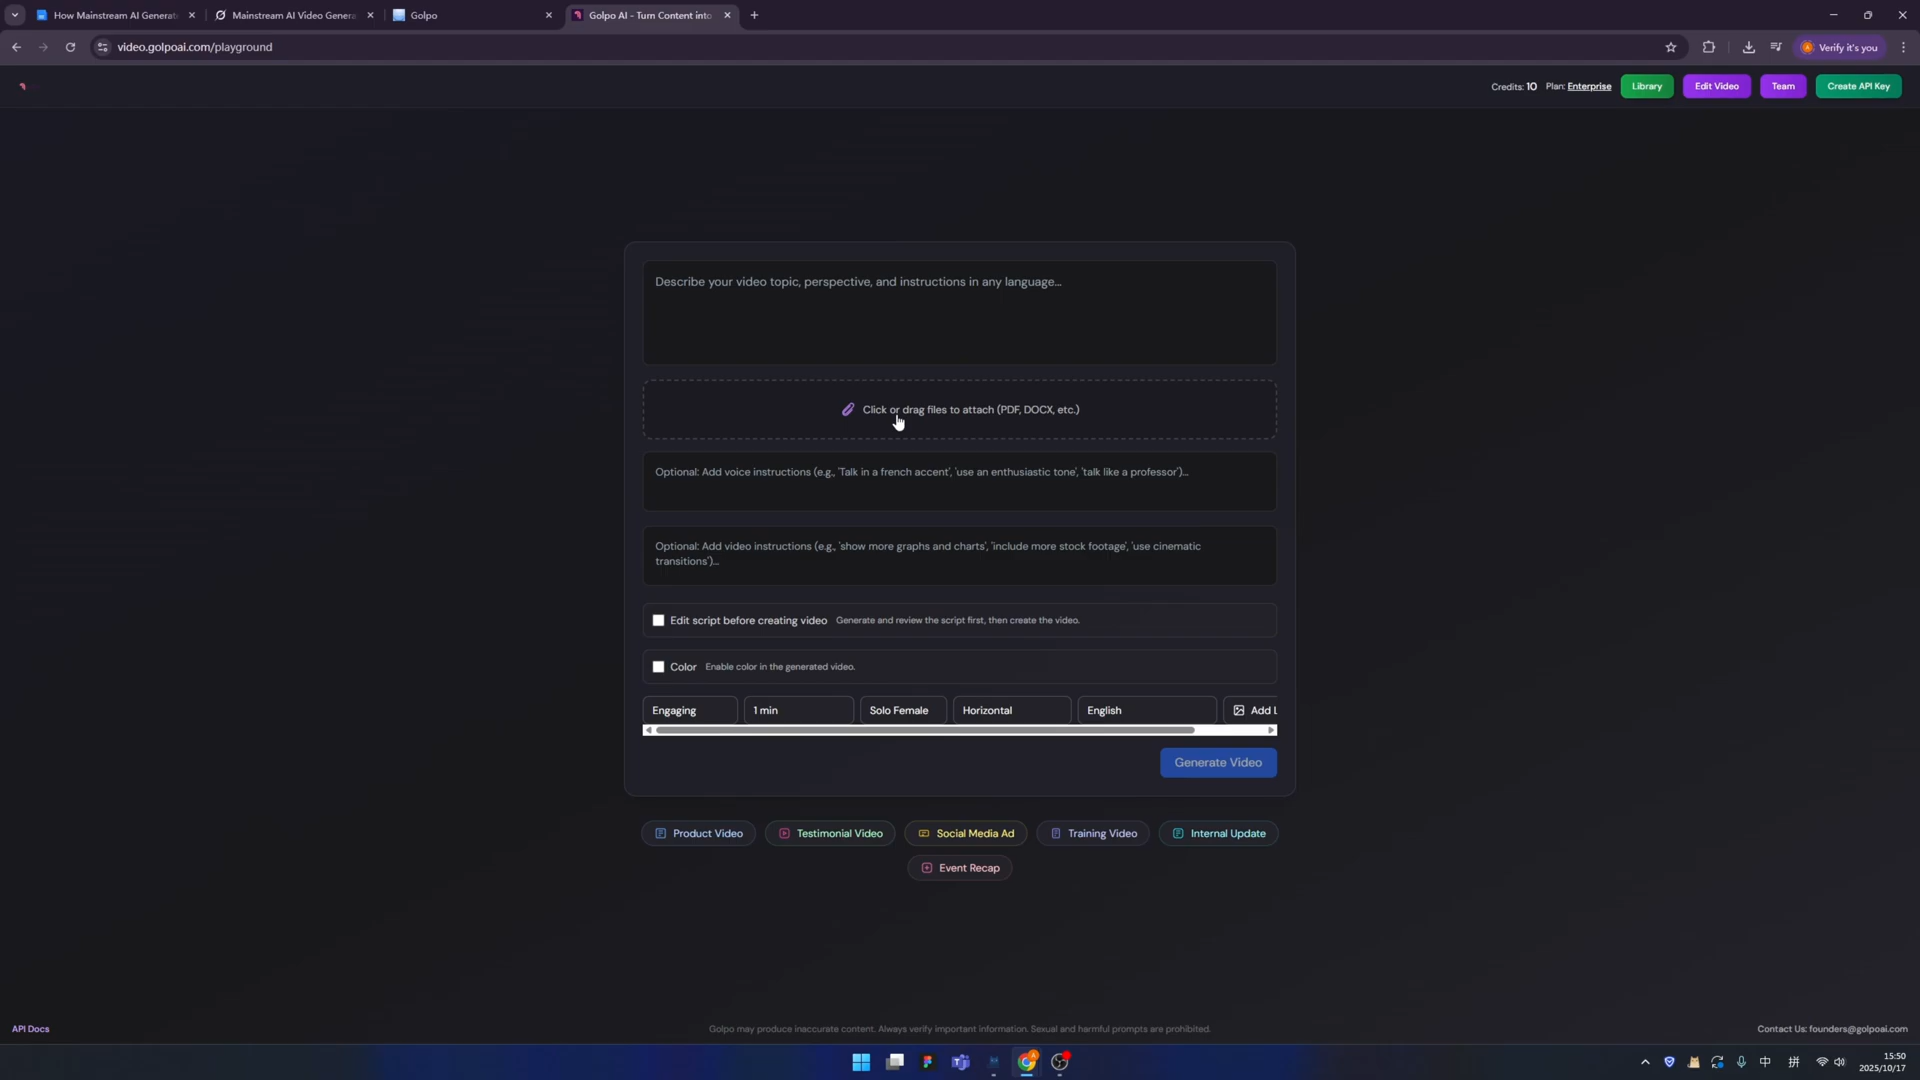 How Mainstream AI Generate
Mainstream AI Video Genera
Golpo
Golpo AI - Turn Content into
video.golpoai.com/playground
Verify it's you
Credits: 10 Plan: Enterprise
Library
Edit Video
Team
Create API Key
Describe your video topic, perspective, and instructions in any language...
Click or drag files to attach (PDF, DOCX, etc.)
Optional: Add voice instructions (e.g., 'Talk in a french accent', 'use an enthusiastic tone', 'talk like a professor')...
Optional: Add video instructions (e.g., 'show more graphs and charts', 'include more stock footage', 'use cinematic
transitions')...
Edit script before creating video Generate and review the script first, then create the video.
Color Enable color in the generated video.
Engaging
1 min
Solo Female
Horizontal
English
Add L
Generate Video
Product Video
Testimonial Video
Social Media Ad
Training Video
Internal Update
Event Recap
API Docs
Golpo may produce inaccurate content. Always verify important information. Sexual and harmful prompts are prohibited.
Contact Us: founders@golpoai.com
中
拼
15:50
2025/10/17